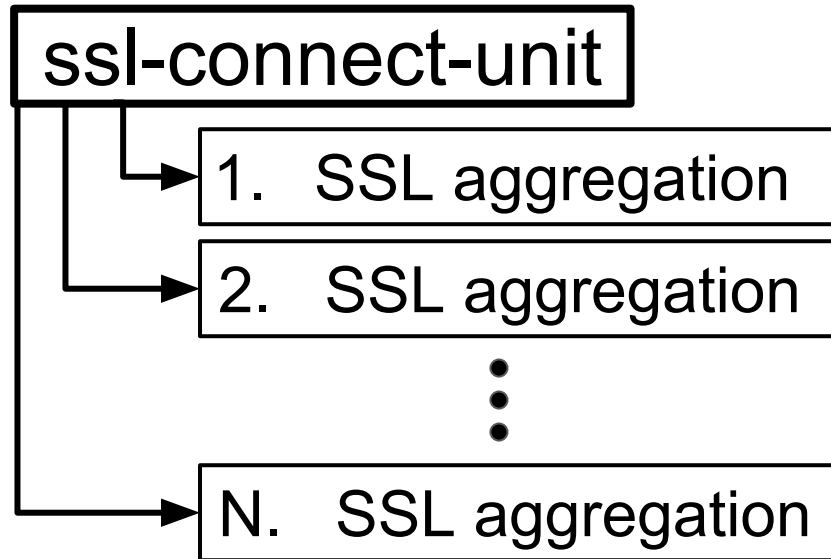 ssl-connect-unit
1. SSL aggregation
2. SSL aggregation
N. SSL aggregation